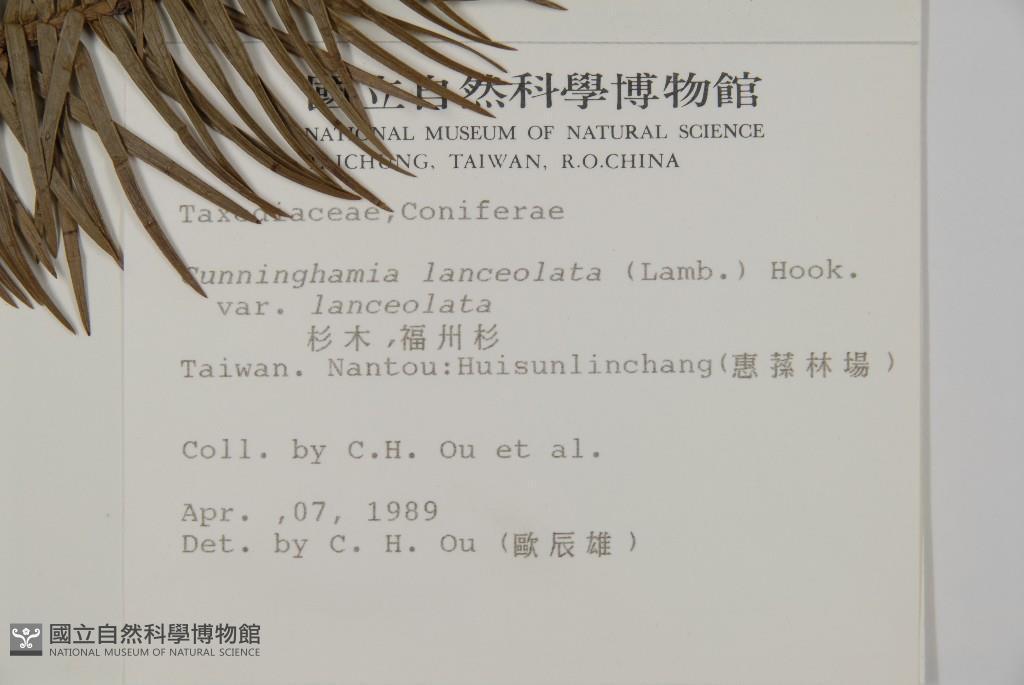 國立自然科學博物館
NATIONAL MUSEUM OF NATURAL SCIENCE
TAICHUNG, TAIWAN, R.O.CHINA
Taxodiaceae,Coniferae
Cunninghamia lanceolata (Lamb.) Hook.
var. lanceolata
杉木,福州杉
Taiwan. Nantou:Huisunlinchang(惠蓀林場)
Coll. by C.H. Ou et al.
Apr. ,07, 1989
Det. by C. H. Ou (歐辰雄)
國立自然科學博物館
NATIONAL MUSEUM OF NATURAL SCIENCE